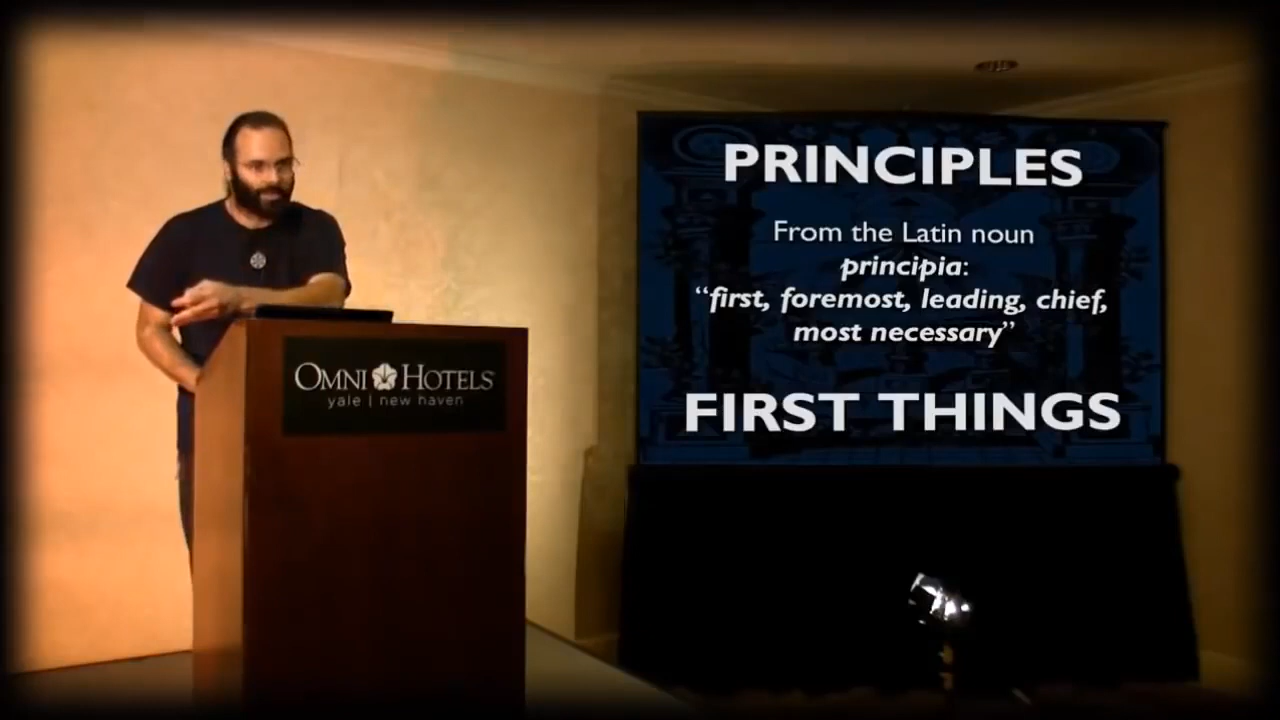 PRINCIPLES
From the Latin noun
principia:
“first, foremost, leading, chief,
most necessary”
FIRST THINGS
OMNI HOTELS
yale | new haven